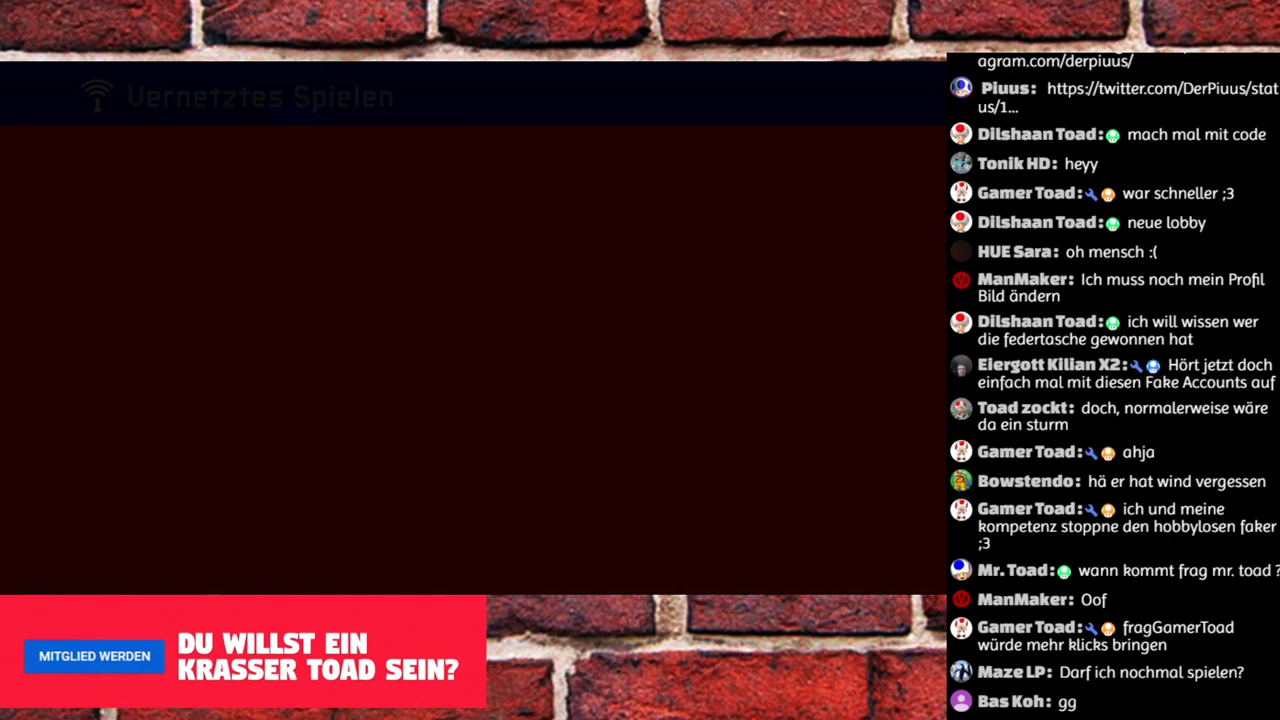 Vernetztes Spielen
agram.com/derpiuus/
Piuus: https://twitter.com/DerPiuus/stat
us/1...
Dilshaan Toad: mach mal mit code
Tonik HD: heyy
Gamer Toad: war schneller ;3
Dilshaan Toad: neue lobby
HUE Sara: oh mensch :(
ManMaker: Ich muss noch mein Profil
Bild ändern
Dilshaan Toad: ich will wissen wer
die federtasche gewonnen hat
Eiergott Kilian X2: Hört jetzt doch
einfach mal mit diesen Fake Accounts auf
Toad zockt: doch, normalerweise wäre
da ein sturm
Gamer Toad: ahja
Bowstendo: hä er hat wind vergessen
Gamer Toad: ich und meine
kompetenz stoppne den hobbylosen faker
;3
Mr. Toad: wann kommt frag mr. toad ?
ManMaker: Oof
Gamer Toad: fragGamerToad
würde mehr klicks bringen
Maze LP: Darf ich nochmal spielen?
Bas Koh: gg
MITGLIED WERDEN
DU WILLST EIN
KRASSER TOAD SEIN?